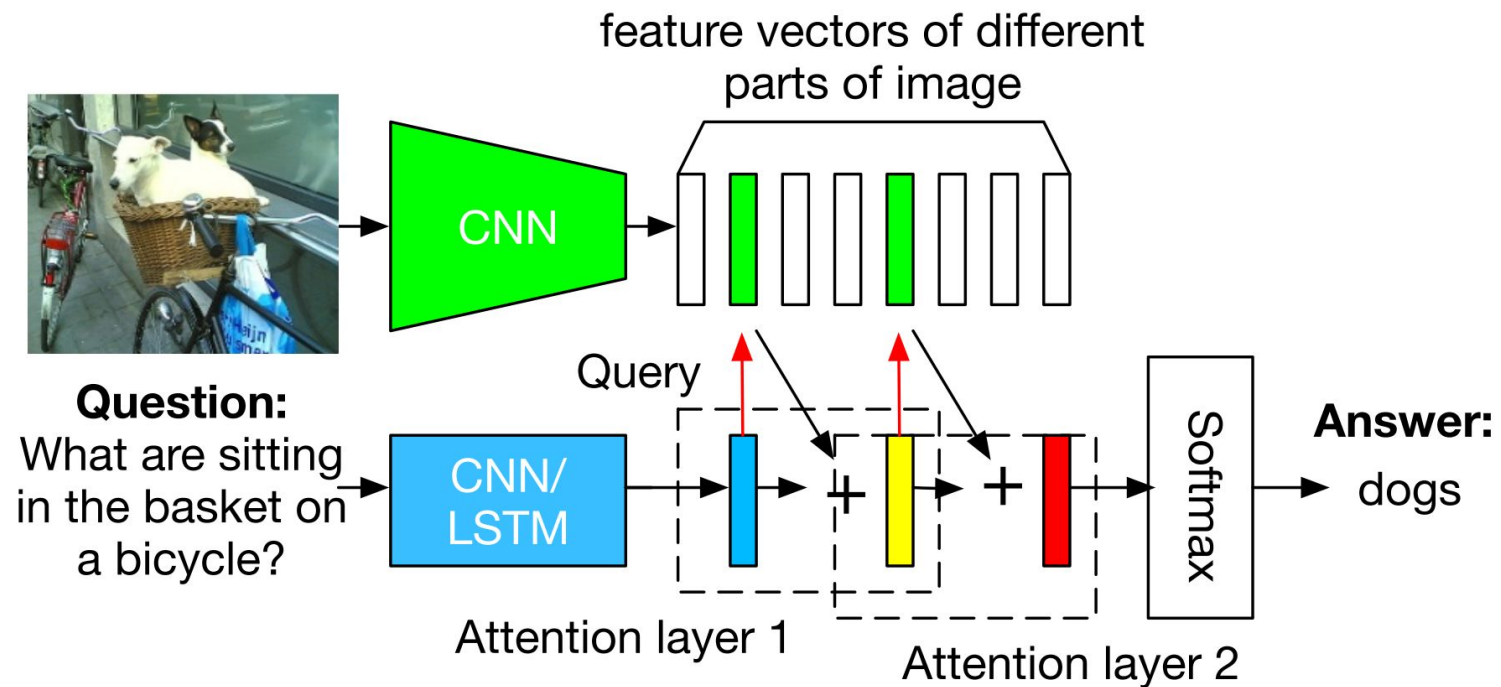 feature vectors of different
parts of image
CNN
Query
Question:
What are sitting
in the basket on
a bicycle?
CNN/
LSTM
+
+
Softmax
Answer:
dogs
Attention layer 1
Attention layer 2